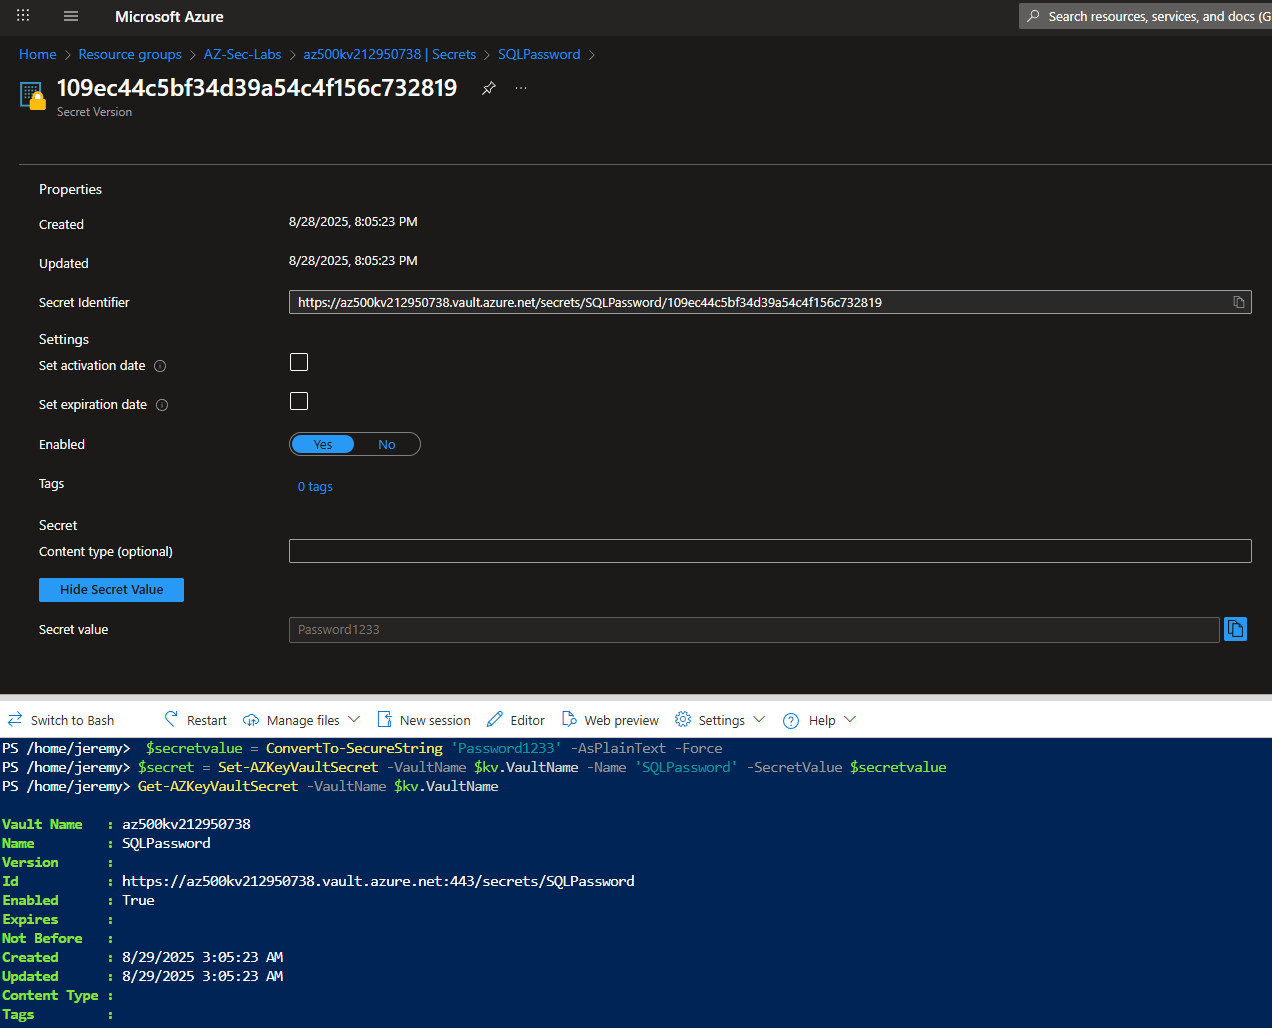 Microsoft Azure
Search resources, services, and docs (G
Home > Resource groups > AZ-Sec-Labs > az500kv212950738 | Secrets > SQLPassword >
109ec44c5bf34d39a54c4f156c732819
Secret Version
Properties
Created 8/28/2025, 8:05:23 PM
Updated 8/28/2025, 8:05:23 PM
Secret Identifier https://az500kv212950738.vault.azure.net/secrets/SQLPassword/109ec44c5bf34d39a54c4f156c732819
Settings
Set activation date
Set expiration date
Enabled Yes No
Tags 0 tags
Secret
Content type (optional)
Hide Secret Value
Secret value Password1233
Switch to Bash Restart Manage files New session Editor Web preview Settings Help
PS /home/jeremy>  $secretvalue = ConvertTo-SecureString 'Password1233' -AsPlainText -Force
PS /home/jeremy> $secret = Set-AZKeyVaultSecret -VaultName $kv.VaultName -Name 'SQLPassword' -SecretValue $secretvalue
PS /home/jeremy> Get-AZKeyVaultSecret -VaultName $kv.VaultName
Vault Name   : az500kv212950738
Name         : SQLPassword
Version      :
Id           : https://az500kv212950738.vault.azure.net:443/secrets/SQLPassword
Enabled      : True
Expires      :
Not Before   :
Created      : 8/29/2025 3:05:23 AM
Updated      : 8/29/2025 3:05:23 AM
Content Type :
Tags         :